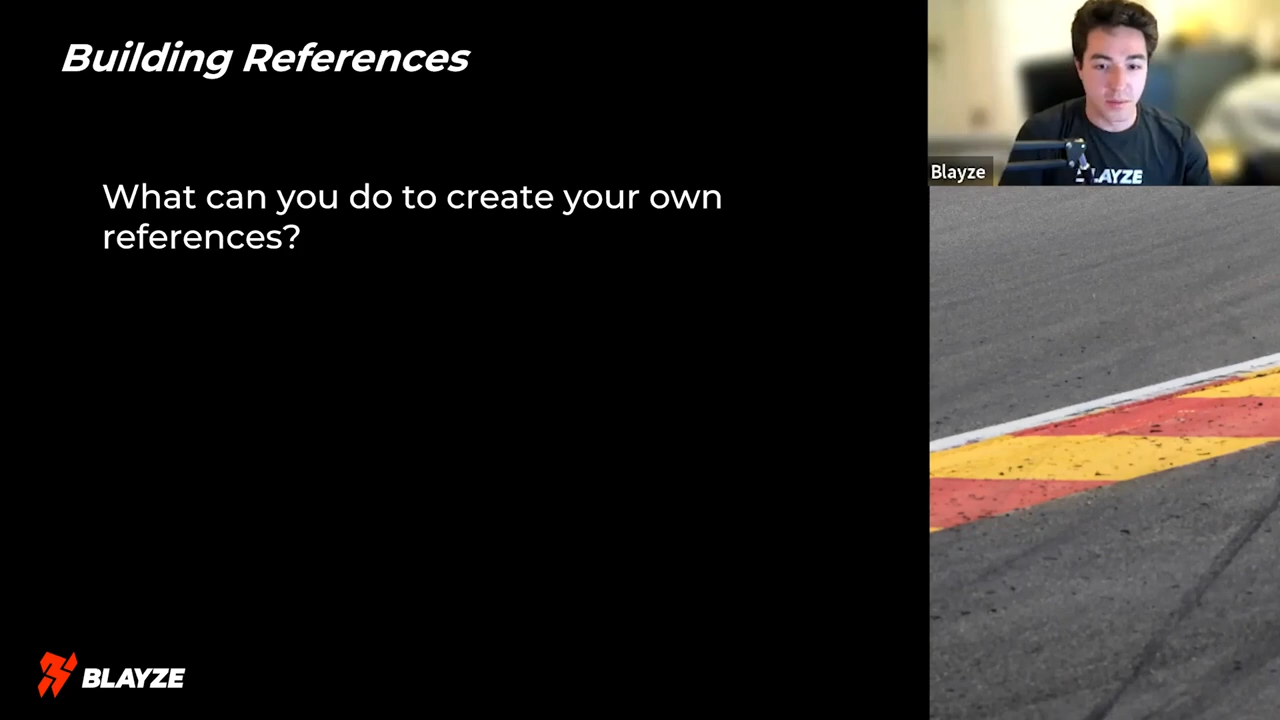 Building References
What can you do to create your own
references?
Blayze
BLAYZE
BLAYZE